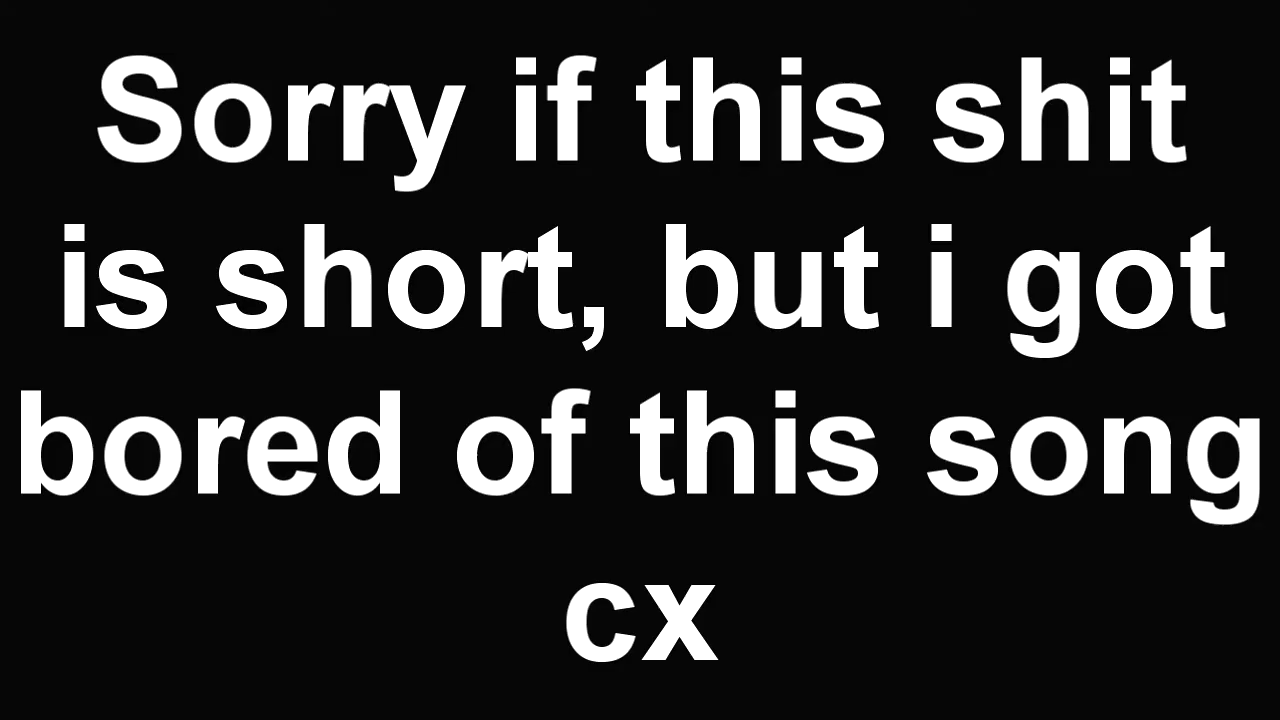 Sorry if this shit
is short, but i got
bored of this song
cx